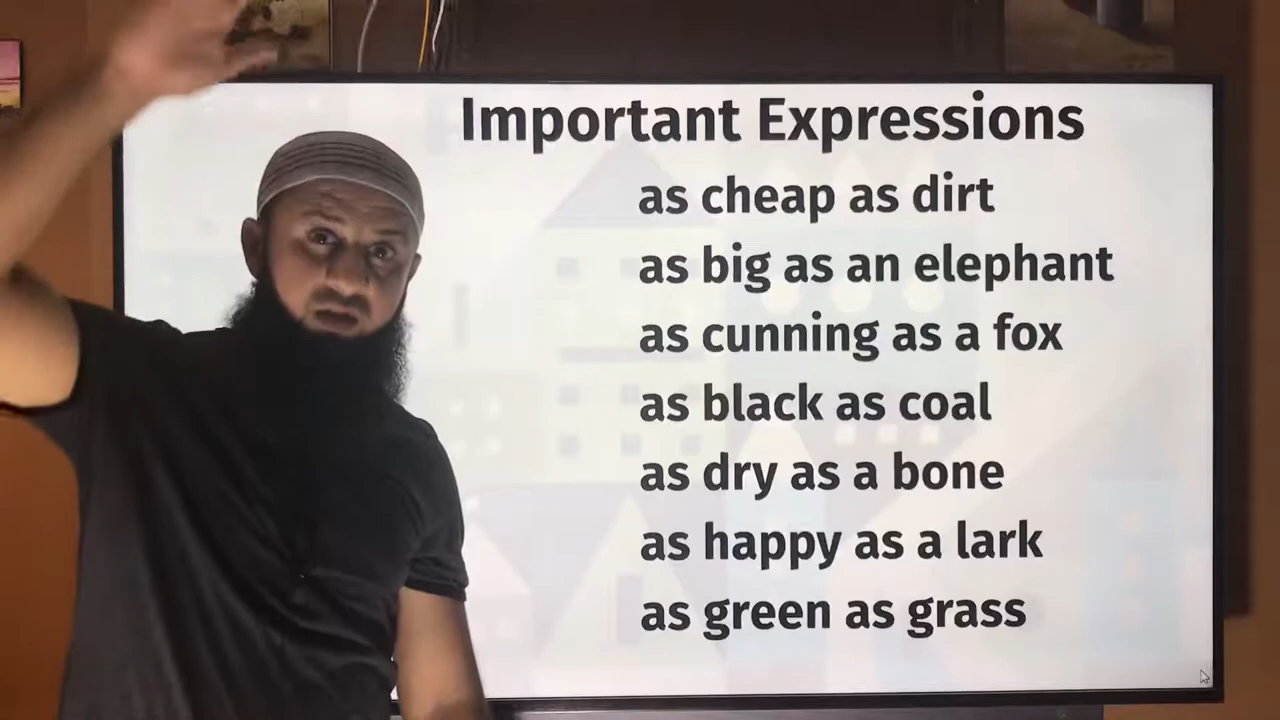 Important Expressions
as cheap as dirt
as big as an elephant
as cunning as a fox
as black as coal
as dry as a bone
as happy as a lark
as green as grass